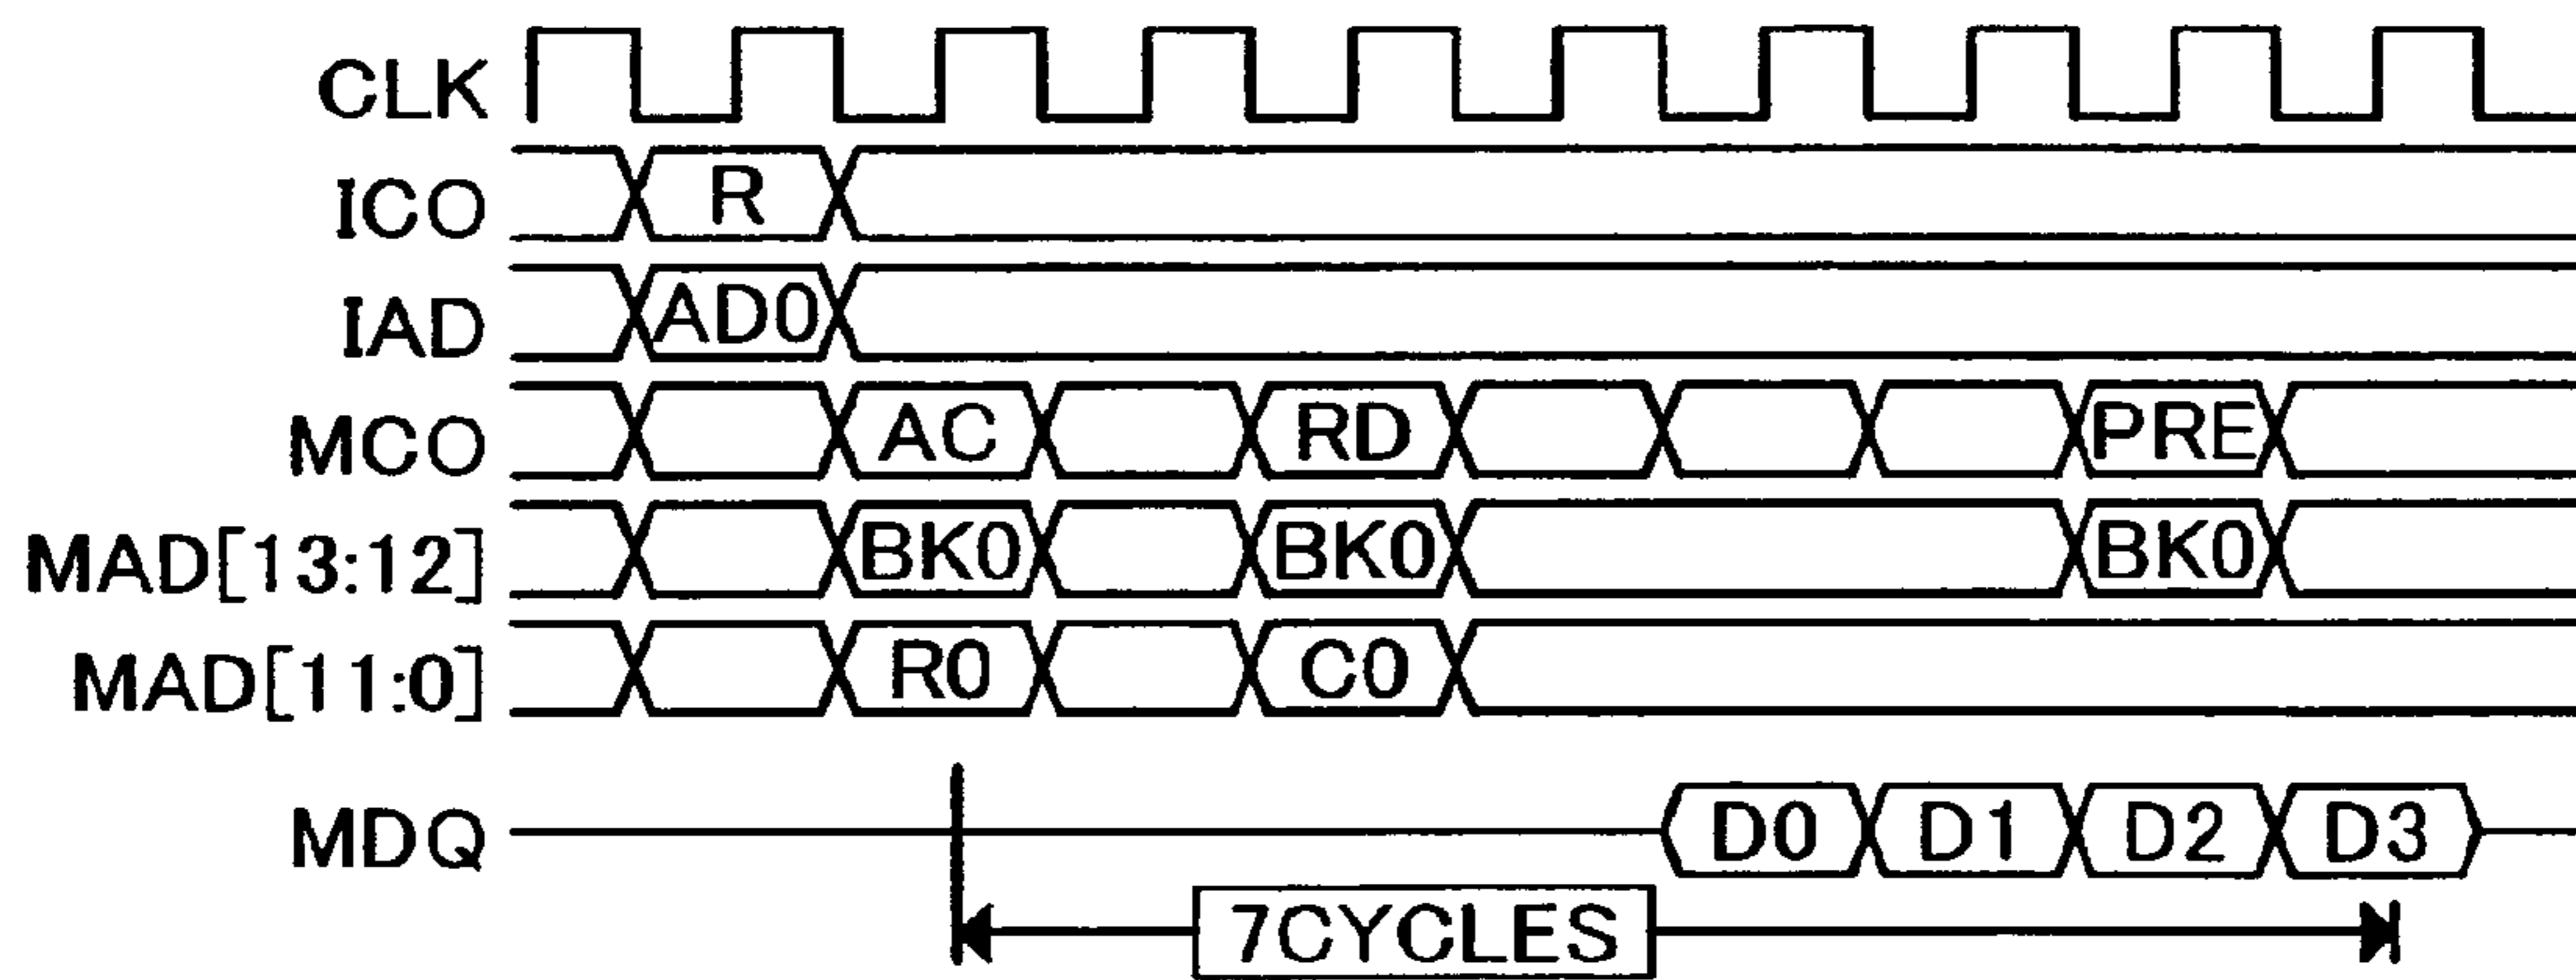 CLK
ICO R
IAD AD0
MCO AC RD PRE
MAD[13:12] BK0 BK0 BK0
MAD[11:0] R0 C0
MDQ D0 D1 D2 D3
7CYCLES